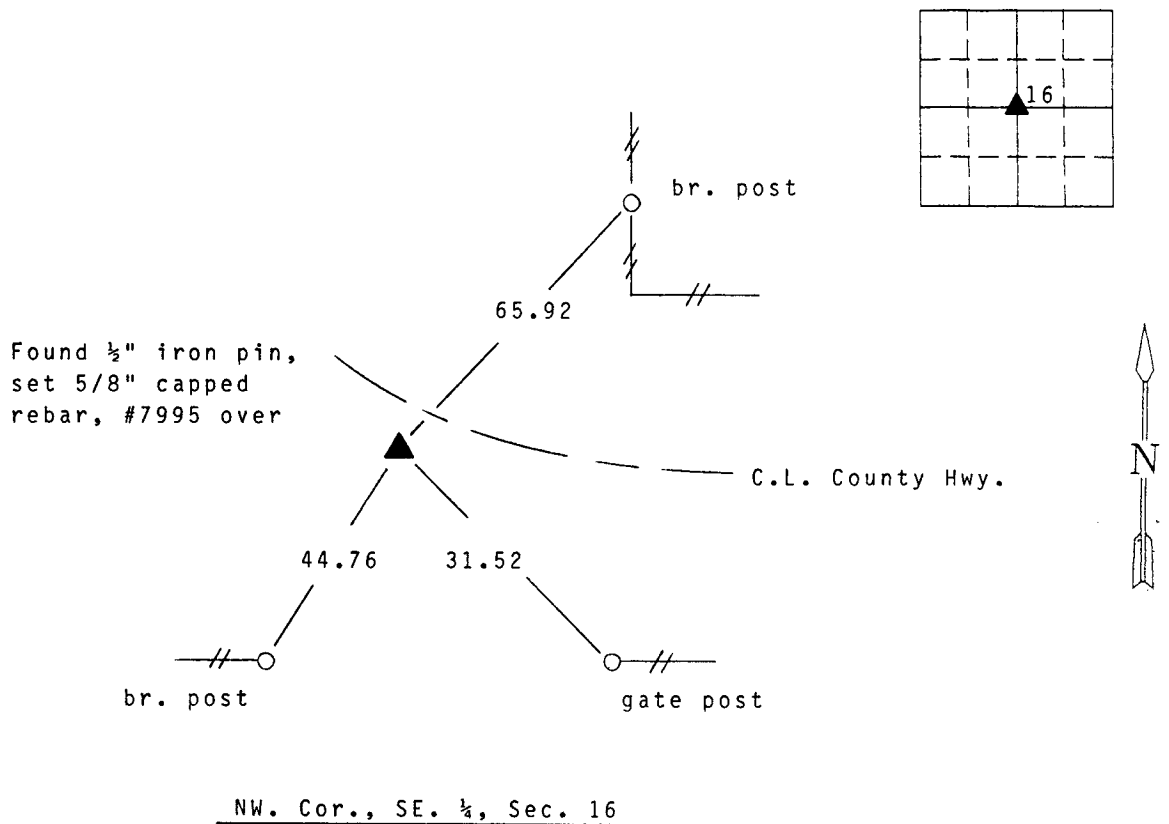 16
br. post
65.92
Found ½" iron pin,
set 5/8" capped
rebar, #7995 over
N
C.L. County Hwy.
44.76
31.52
br. post
gate post
NW. Cor., SE. ¼, Sec. 16